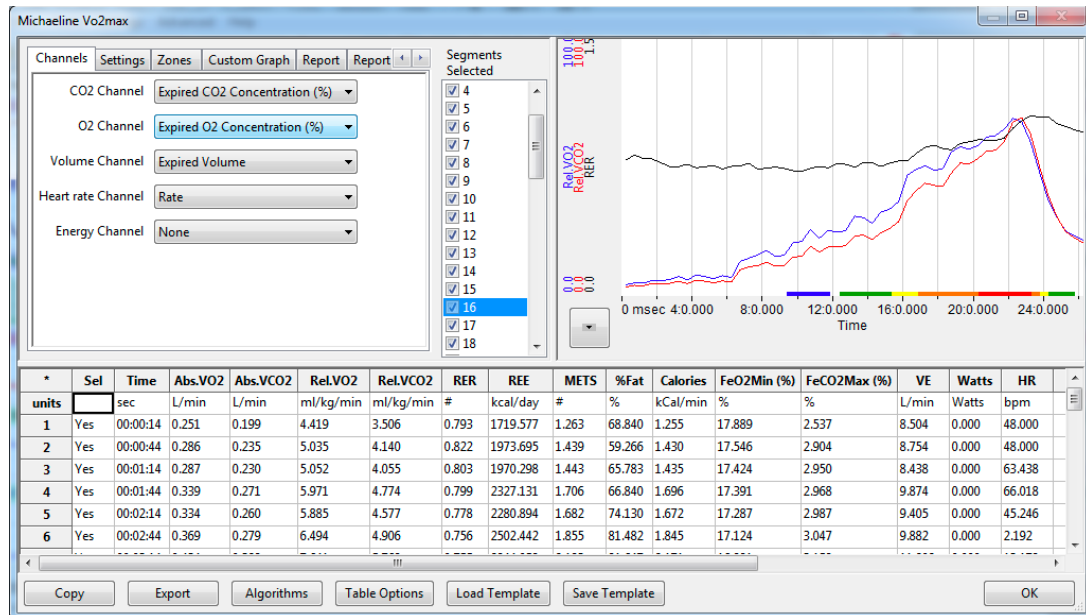 Michaeline Vo2max
Channels Settings Zones Custom Graph Report Report
CO2 Channel Expired CO2 Concentration (%)
O2 Channel Expired O2 Concentration (%)
Volume Channel Expired Volume
Heart rate Channel Rate
Energy Channel None
Segments
Selected
4
5
6
7
8
9
10
11
12
13
14
15
16
17
18
100.0
100.0
1.5
Rel.VO2
Rel.VCO2
RER
0.0
0.0
0.0
0 msec 4:0.000 8:0.000 12:0.000 16:0.000 20:0.000 24:0.000
Time
* Sel Time Abs.VO2 Abs.VCO2 Rel.VO2 Rel.VCO2 RER REE METS %Fat Calories FeO2Min (%) FeCO2Max (%) VE Watts HR
units sec L/min L/min ml/kg/min ml/kg/min # kcal/day # % kCal/min % % L/min Watts bpm
1 Yes 00:00:14 0.251 0.199 4.419 3.506 0.793 1719.577 1.263 68.840 1.255 17.889 2.537 8.504 0.000 48.000
2 Yes 00:00:44 0.286 0.235 5.035 4.140 0.822 1973.695 1.439 59.266 1.430 17.546 2.904 8.754 0.000 48.000
3 Yes 00:01:14 0.287 0.230 5.052 4.055 0.803 1970.298 1.443 65.783 1.435 17.424 2.950 8.438 0.000 63.438
4 Yes 00:01:44 0.339 0.271 5.971 4.774 0.799 2327.131 1.706 66.840 1.696 17.391 2.968 9.874 0.000 66.018
5 Yes 00:02:14 0.334 0.260 5.885 4.577 0.778 2280.894 1.682 74.130 1.672 17.287 2.987 9.405 0.000 45.246
6 Yes 00:02:44 0.369 0.279 6.494 4.906 0.756 2502.442 1.855 81.482 1.845 17.124 3.047 9.882 0.000 2.192
Copy Export Algorithms Table Options Load Template Save Template OK